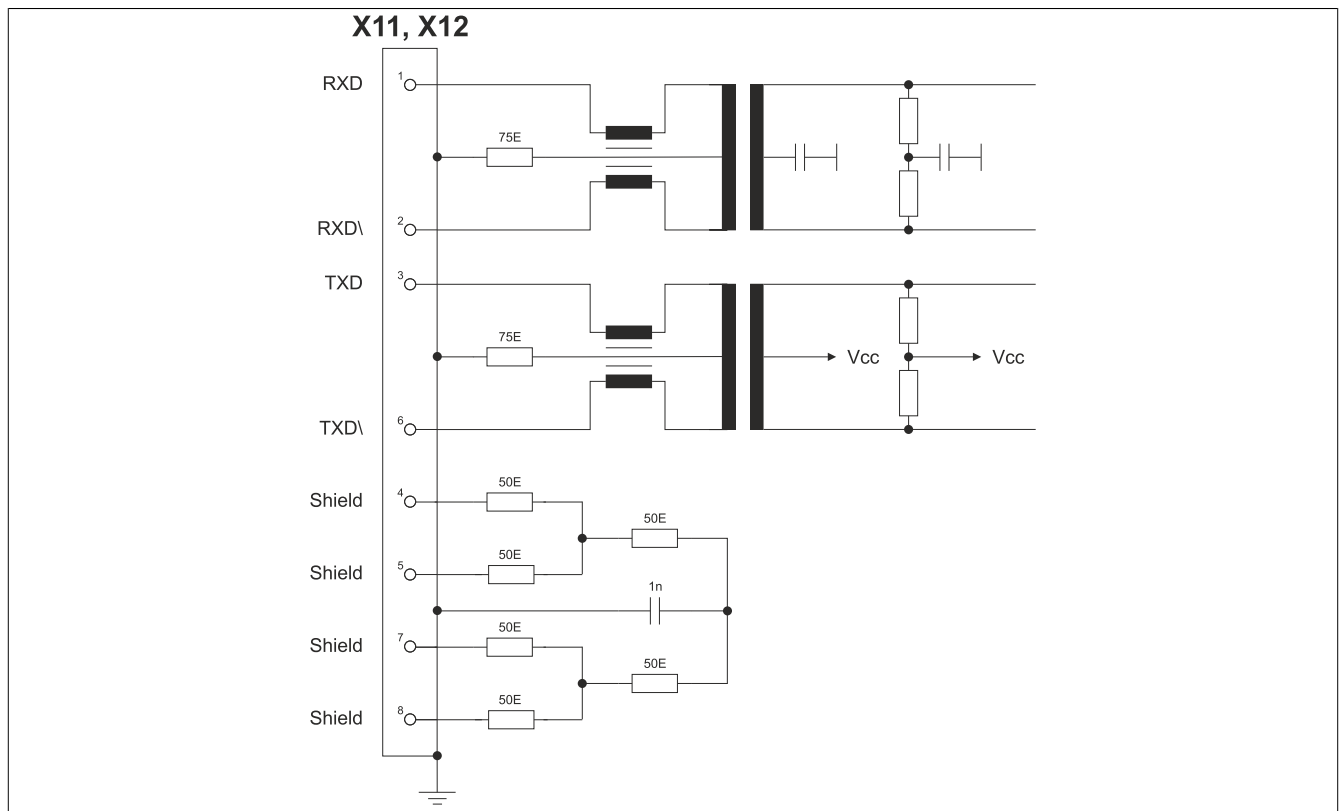 X11, X12
RXD 1
75E
RXD\ 2
TXD 3
75E
Vcc Vcc
TXD\ 6
50E
Shield 4
50E
50E
Shield 5
1n
50E
Shield 7
50E
50E
Shield 8